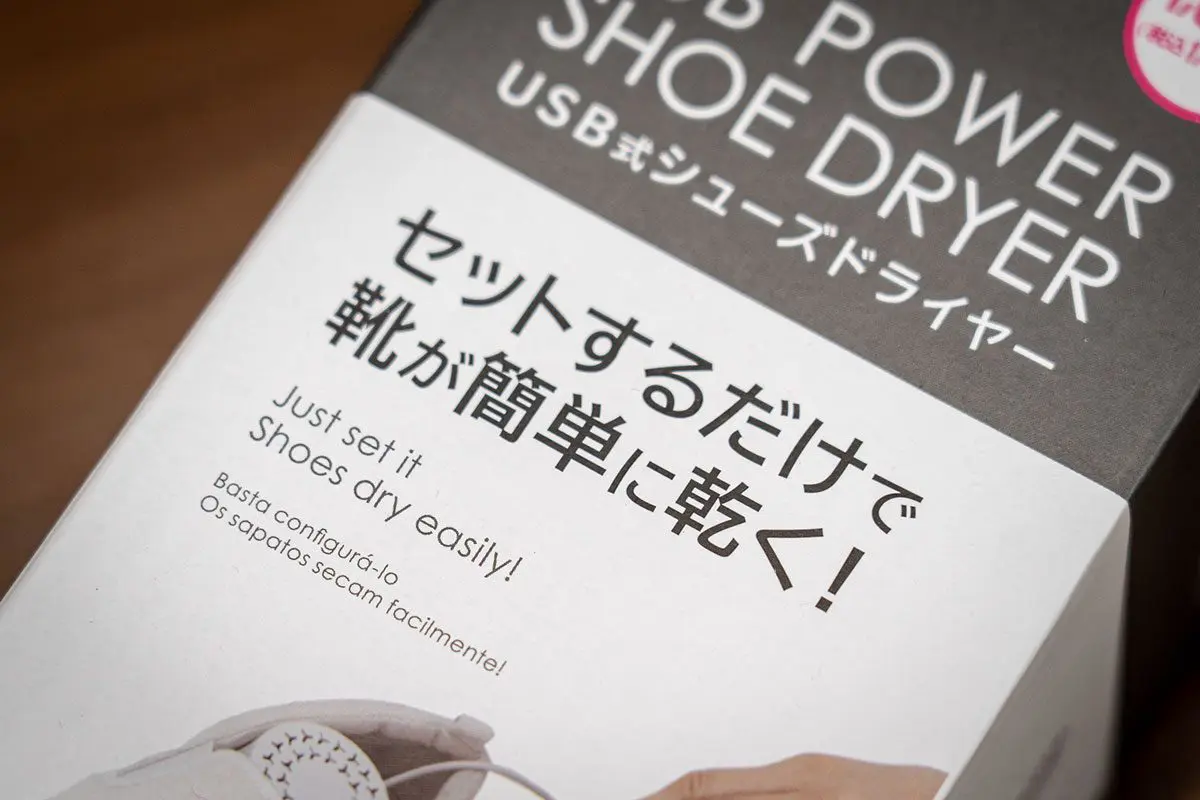 POWER
SHOE DRYER
USB式シューズドライヤー
セットするだけで
靴が簡単に乾く!
Just set it
Shoes dry easily!
Basta configurá-lo
Os sapatos secam facilmente!